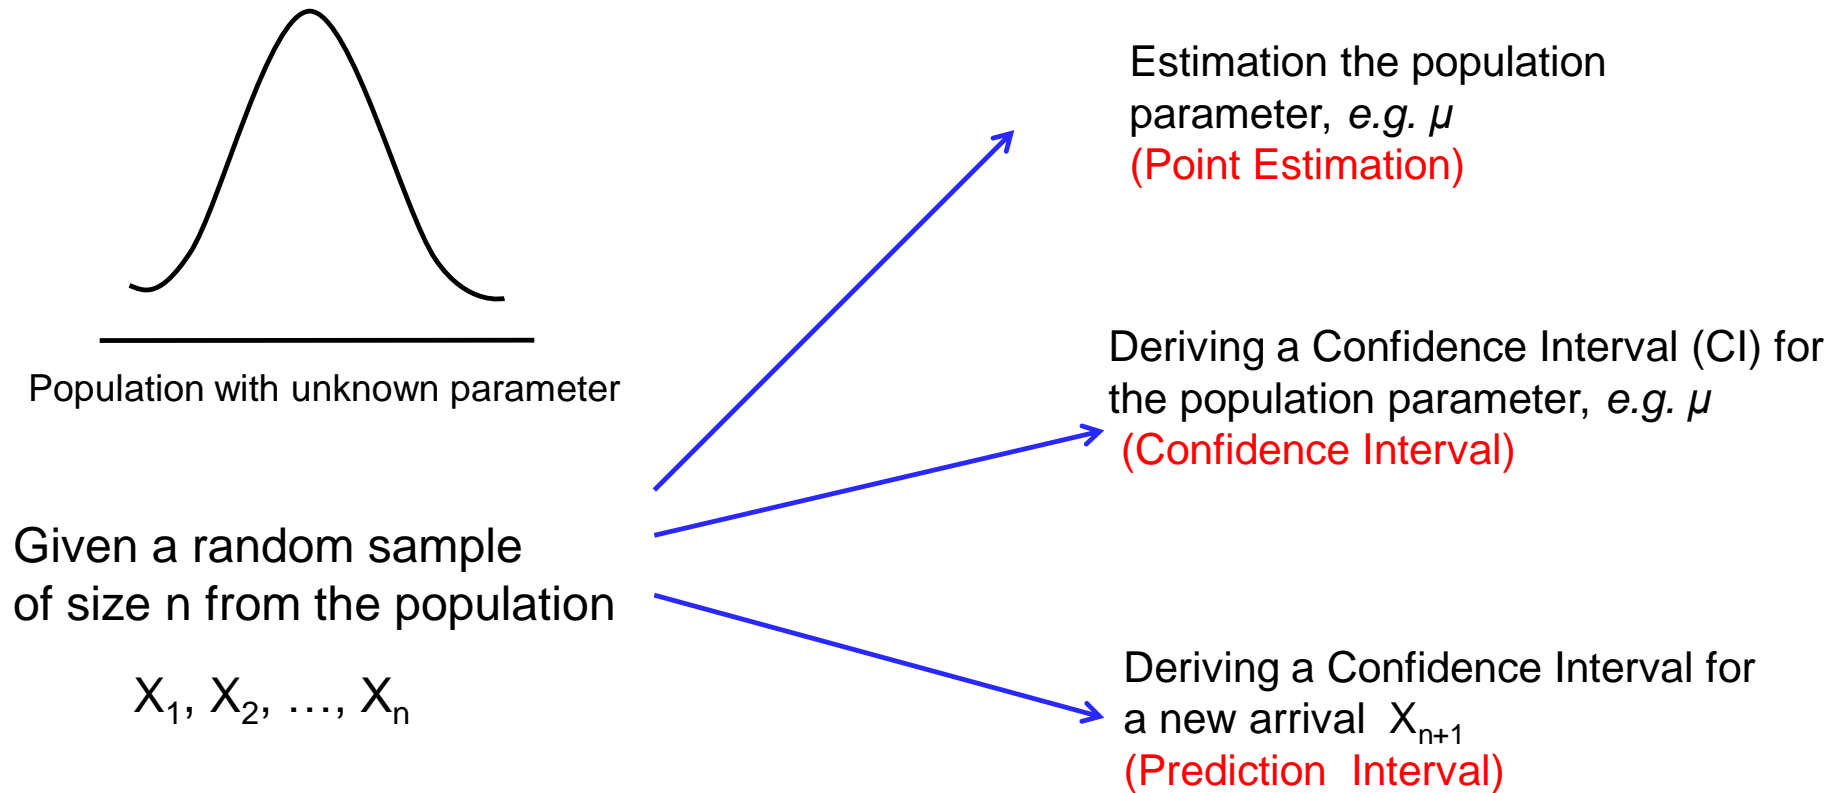 Population with unknown parameter
Given a random sample
of size n from the population
X₁, X₂, …, Xₙ
Estimation the population
parameter, e.g. μ
(Point Estimation)
Deriving a Confidence Interval (CI) for
the population parameter, e.g. μ
(Confidence Interval)
Deriving a Confidence Interval for
a new arrival Xₙ₊₁
(Prediction Interval)